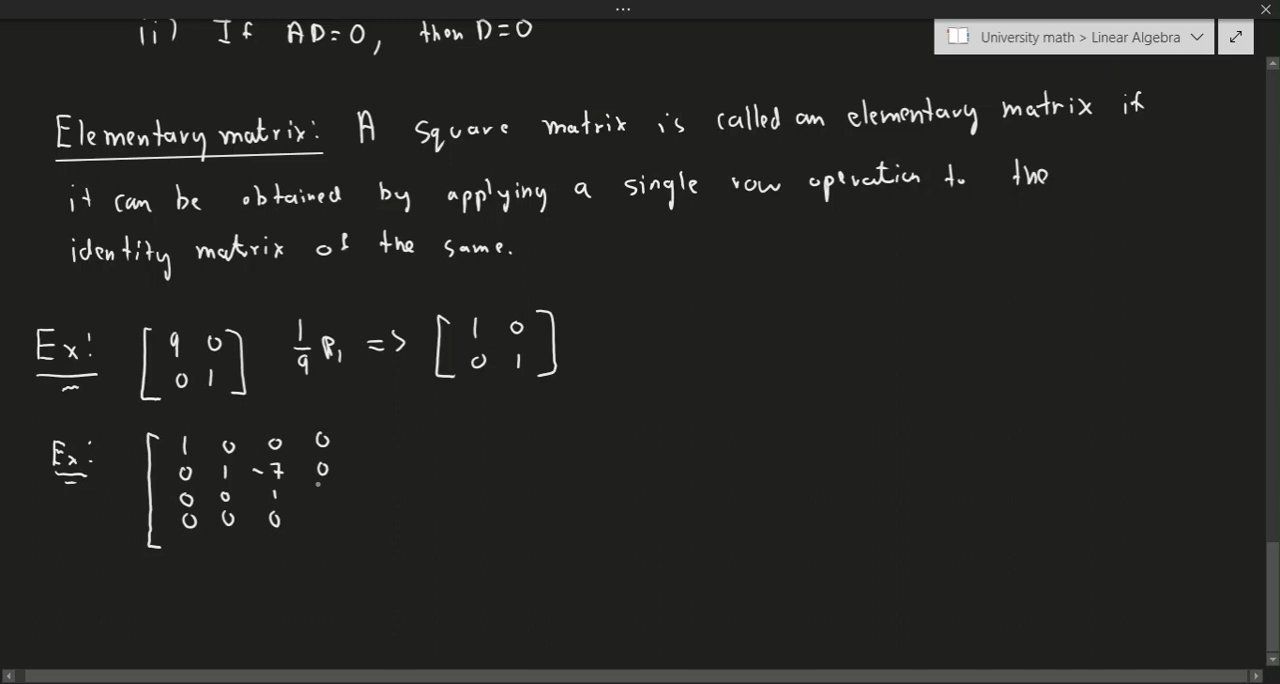 ii) If AD=0, then D=0
University math > Linear Algebra
Elementary matrix: A square matrix is called an elementary matrix if
it can be obtained by applying a single row operation to the
identity matrix of the same.
Ex: [ 9 0 1/9 R1 => [ 1 0 ]
0 1 ] 0 1
Ex: [ 1 0 0 0
0 1 -7 0
0 0 1
0 0 0